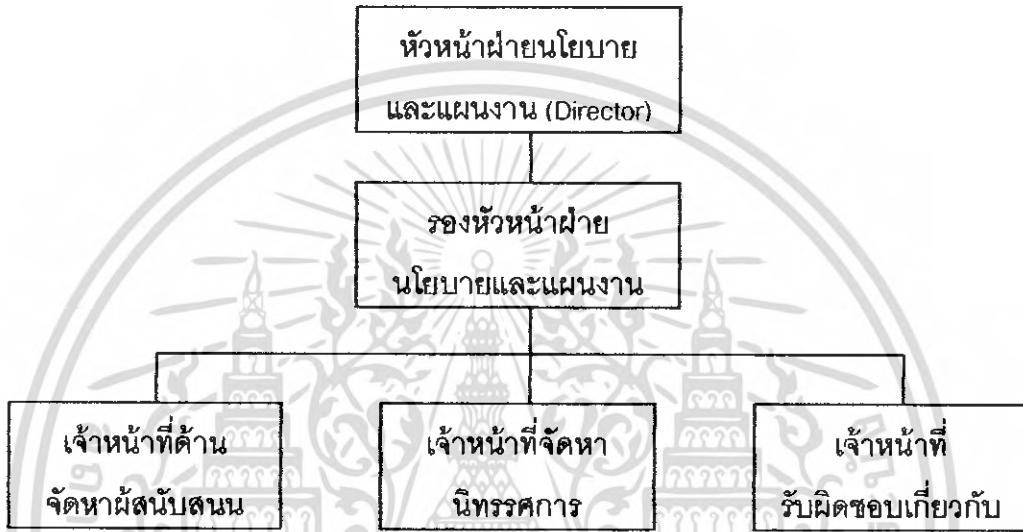 หัวหน้าฝ่ายนโยบาย
และแผนงาน (Director)
รองหัวหน้าฝ่าย
นโยบายและแผนงาน
เจ้าหน้าที่ด้าน
จัดหาผู้สนับสนุน
เจ้าหน้าที่จัดหา
นิทรรศการ
เจ้าหน้าที่
รับผิดชอบเกี่ยวกับ